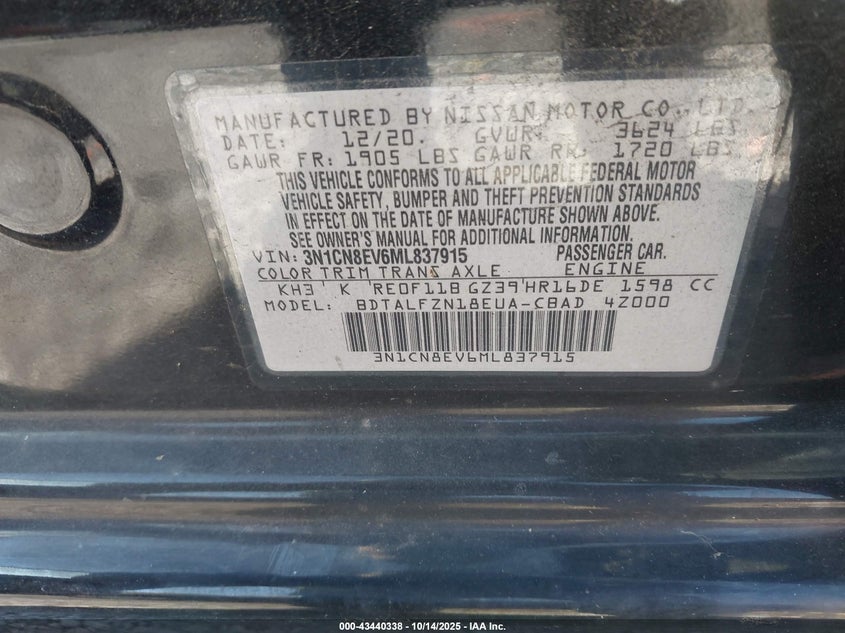 MANUFACTURED BY NISSAN MOTOR CO., LTD.
DATE: 12/20. GVWR: 3624 LBS
GAWR FR: 1905 LBS GAWR RR: 1720 LBS
THIS VEHICLE CONFORMS TO ALL APPLICABLE FEDERAL MOTOR
VEHICLE SAFETY, BUMPER AND THEFT PREVENTION STANDARDS
IN EFFECT ON THE DATE OF MANUFACTURE SHOWN ABOVE.
SEE OWNER'S MANUAL FOR ADDITIONAL INFORMATION.
VIN: 3N1CN8EV6ML837915 PASSENGER CAR.
COLOR TRIM TRANS AXLE ENGINE
KH3 K RE0F11B GZ39 HR16DE 1598 CC
MODEL: BDTALFZN18EUA-CBAD 4Z000
3N1CN8EV6ML837915
000-43440338 - 10/14/2025 - IAA Inc.